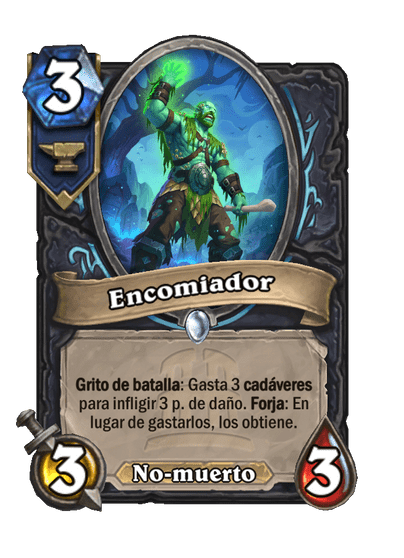 3
Encomiador
Grito de batalla: Gasta 3 cadáveres
para infligir 3 p. de daño. Forja: En
lugar de gastarlos, los obtiene.
3
No-muerto
3